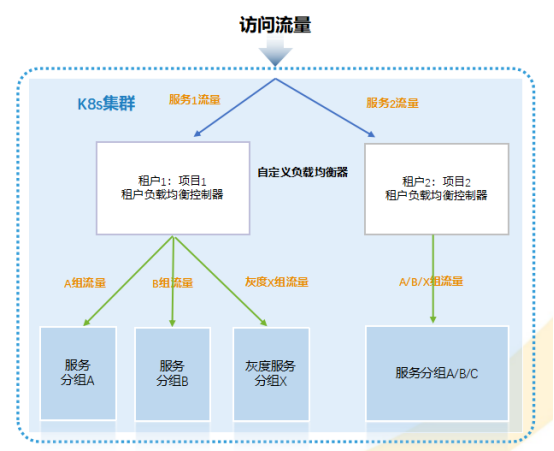 访问流量
K8s集群
服务1流量
服务2流量
租户1：项目1
租户负载均衡控制器
自定义负载均衡器
租户2：项目2
租户负载均衡控制器
A组流量
B组流量
灰度X组流量
A/B/X组流量
服务
分组A
服务
分组B
灰度服务
分组X
服务分组A/B/C